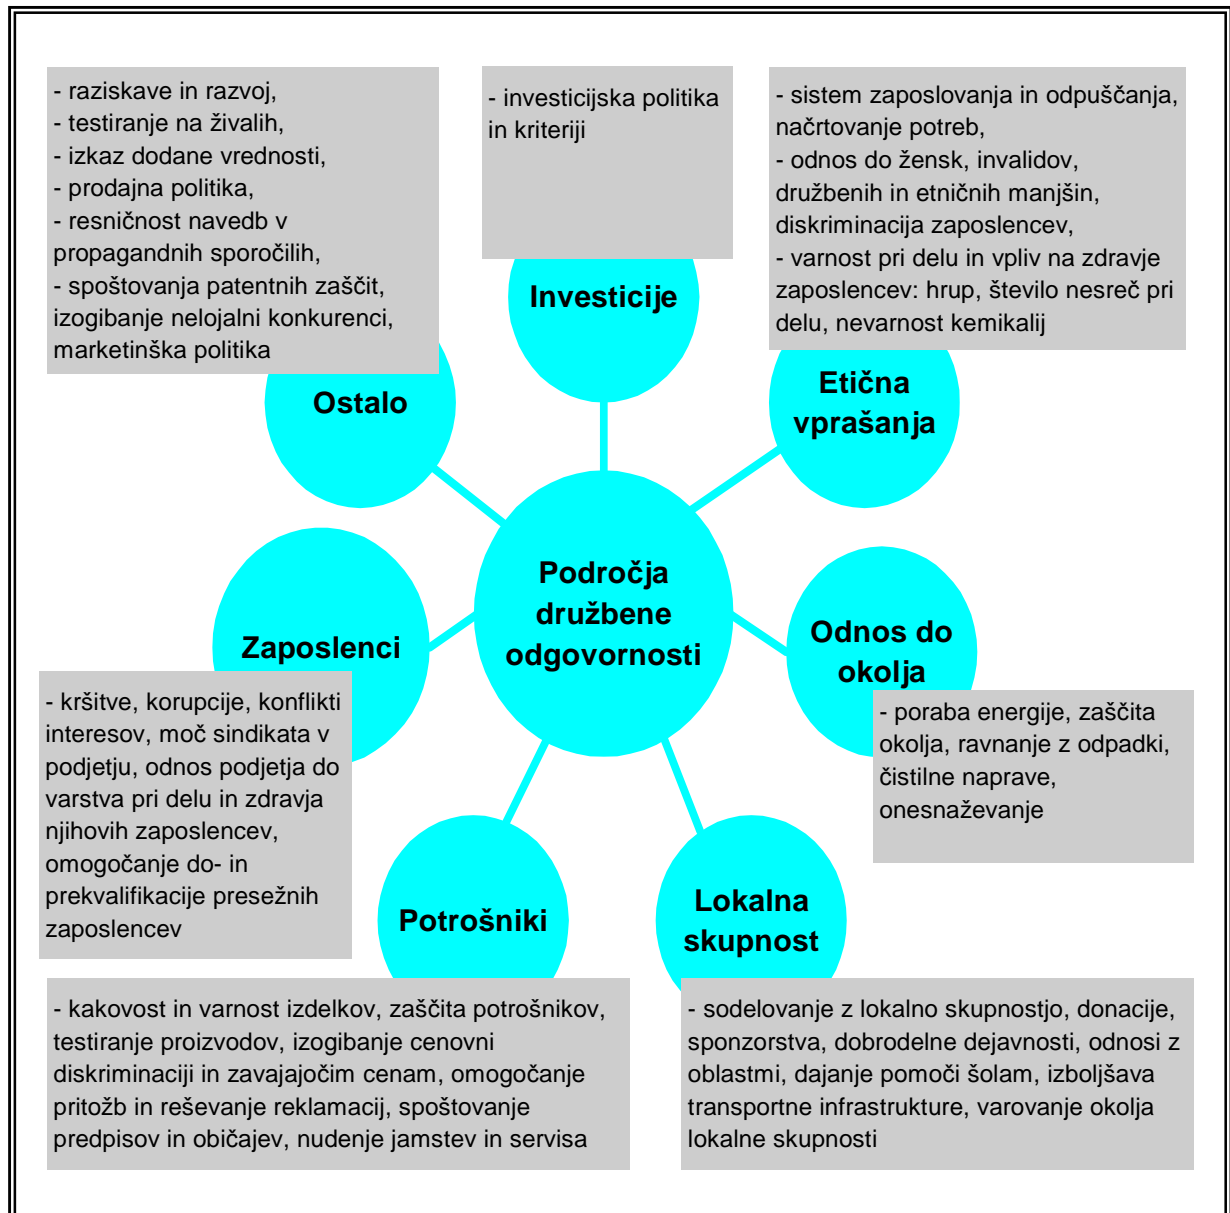 - raziskave in razvoj,
- testiranje na živalih,
- izkaz dodane vrednosti,
- prodajna politika,
- resničnost navedb v
propagandnih sporočilih,
- spoštovanja patentnih zaščit,
izogibanje nelojalni konkurenci,
marketinška politika
- investicijska politika
in kriteriji
- sistem zaposlovanja in odpuščanja,
načrtovanje potreb,
- odnos do žensk, invalidov,
družbenih in etničnih manjšin,
diskriminacija zaposlencev,
- varnost pri delu in vpliv na zdravje
zaposlencev: hrup, število nesreč pri
delu, nevarnost kemikalij
Ostalo
Investicije
Etična
vprašanja
Zaposlenci
Področja
družbene
odgovornosti
Odnos do
okolja
- kršitve, korupcije, konflikti
interesov, moč sindikata v
podjetju, odnos podjetja do
varstva pri delu in zdravja
njihovih zaposlencev,
omogočanje do- in
prekvalifikacije presežnih
zaposlencev
- poraba energije, zaščita
okolja, ravnanje z odpadki,
čistilne naprave,
onesnaževanje
Potrošniki
Lokalna
skupnost
- kakovost in varnost izdelkov, zaščita potrošnikov,
testiranje proizvodov, izogibanje cenovni
diskriminaciji in zavajajočim cenam, omogočanje
pritožb in reševanje reklamacij, spoštovanje
predpisov in običajev, nudenje jamstev in servisa
- sodelovanje z lokalno skupnostjo, donacije,
sponzorstva, dobrodelne dejavnosti, odnosi z
oblastmi, dajanje pomoči šolam, izboljšava
transportne infrastrukture, varovanje okolja
lokalne skupnosti